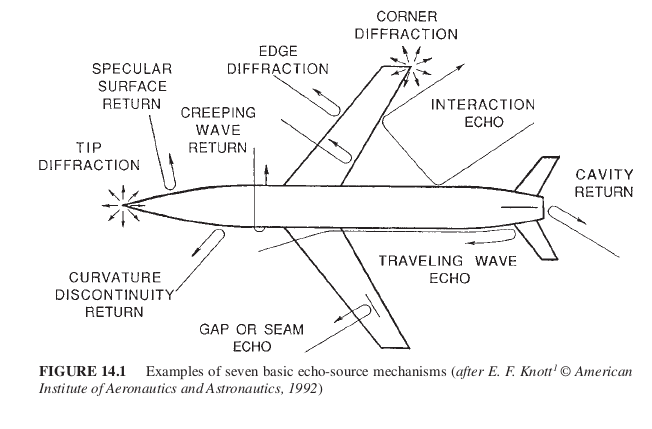 CORNER
DIFFRACTION
EDGE
DIFFRACTION
SPECULAR
SURFACE
RETURN
CREEPING
WAVE
RETURN
INTERACTION
ECHO
TIP
DIFFRACTION
CAVITY
RETURN
TRAVELING WAVE
ECHO
CURVATURE
DISCONTINUITY
RETURN
GAP OR SEAM
ECHO
FIGURE 14.1 Examples of seven basic echo-source mechanisms (after E. F. Knott1 © American
Institute of Aeronautics and Astronautics, 1992)